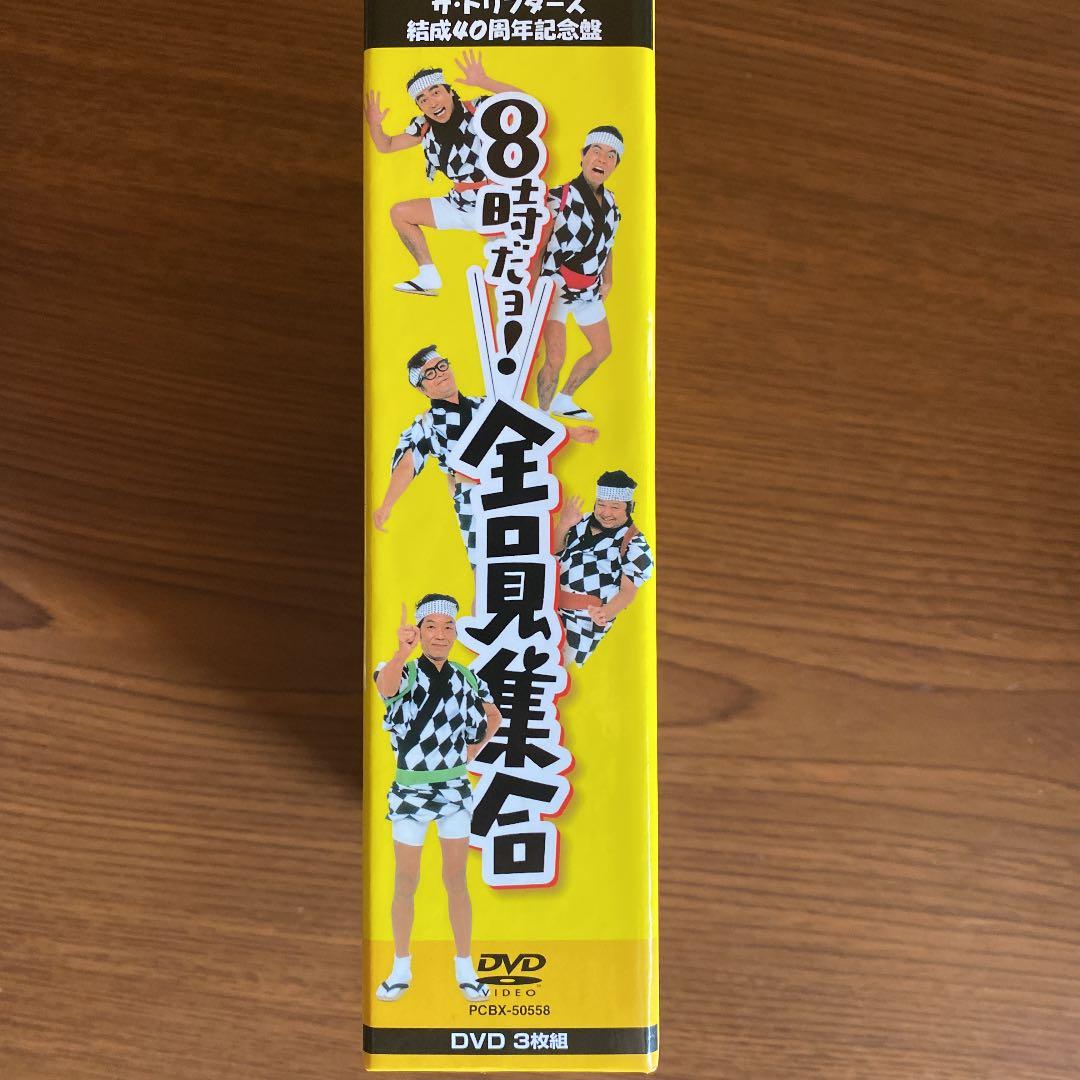 ザ・ドリフターズ
結成40周年記念盤
8時だョ!
全員集合
DVD
VIDEO
PCBX-50558
DVD 3枚組